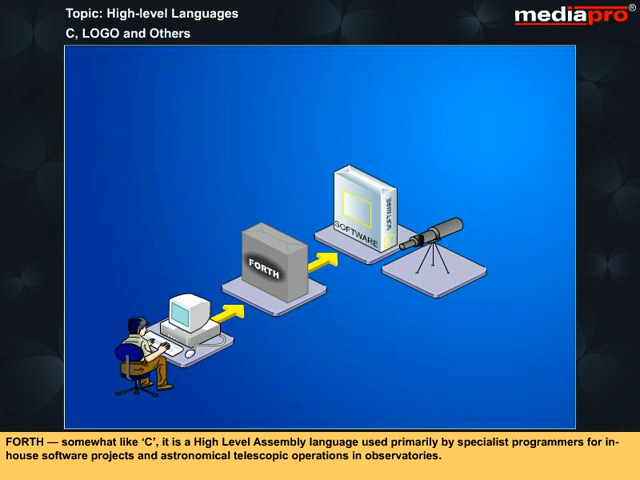 Topic: High-level Languages
C, LOGO and Others
mediapro®
SOFTWARE
SOFTWARE
FORTH
FORTH — somewhat like ‘C’, it is a High Level Assembly language used primarily by specialist programmers for in-
house software projects and astronomical telescopic operations in observatories.